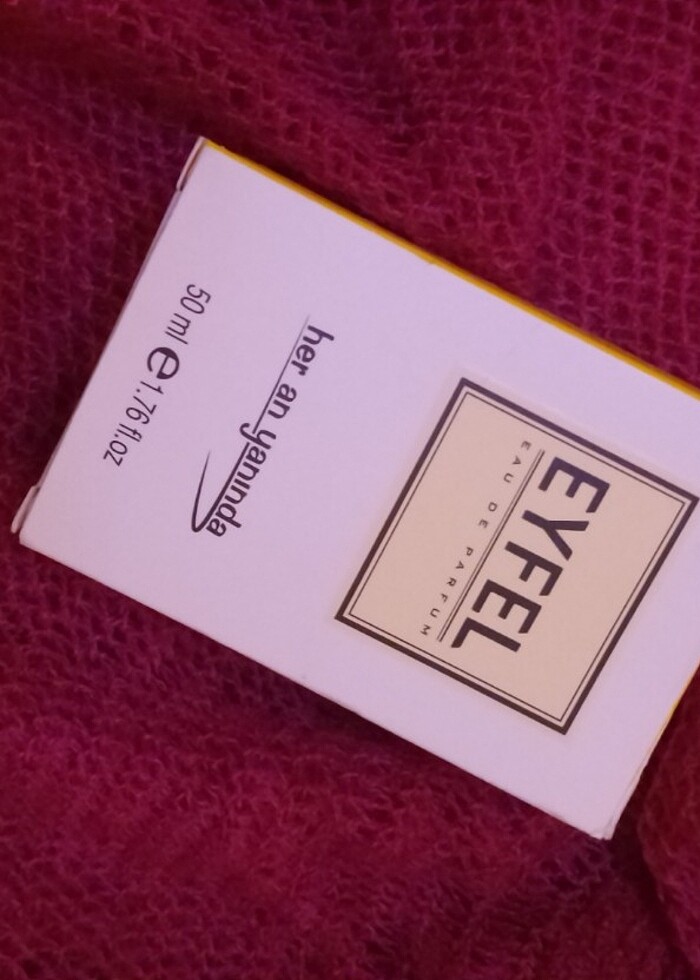 EYFEL
EAU DE PARFUM
her an yanında
50 ml ℮ 1.76 fl.oz